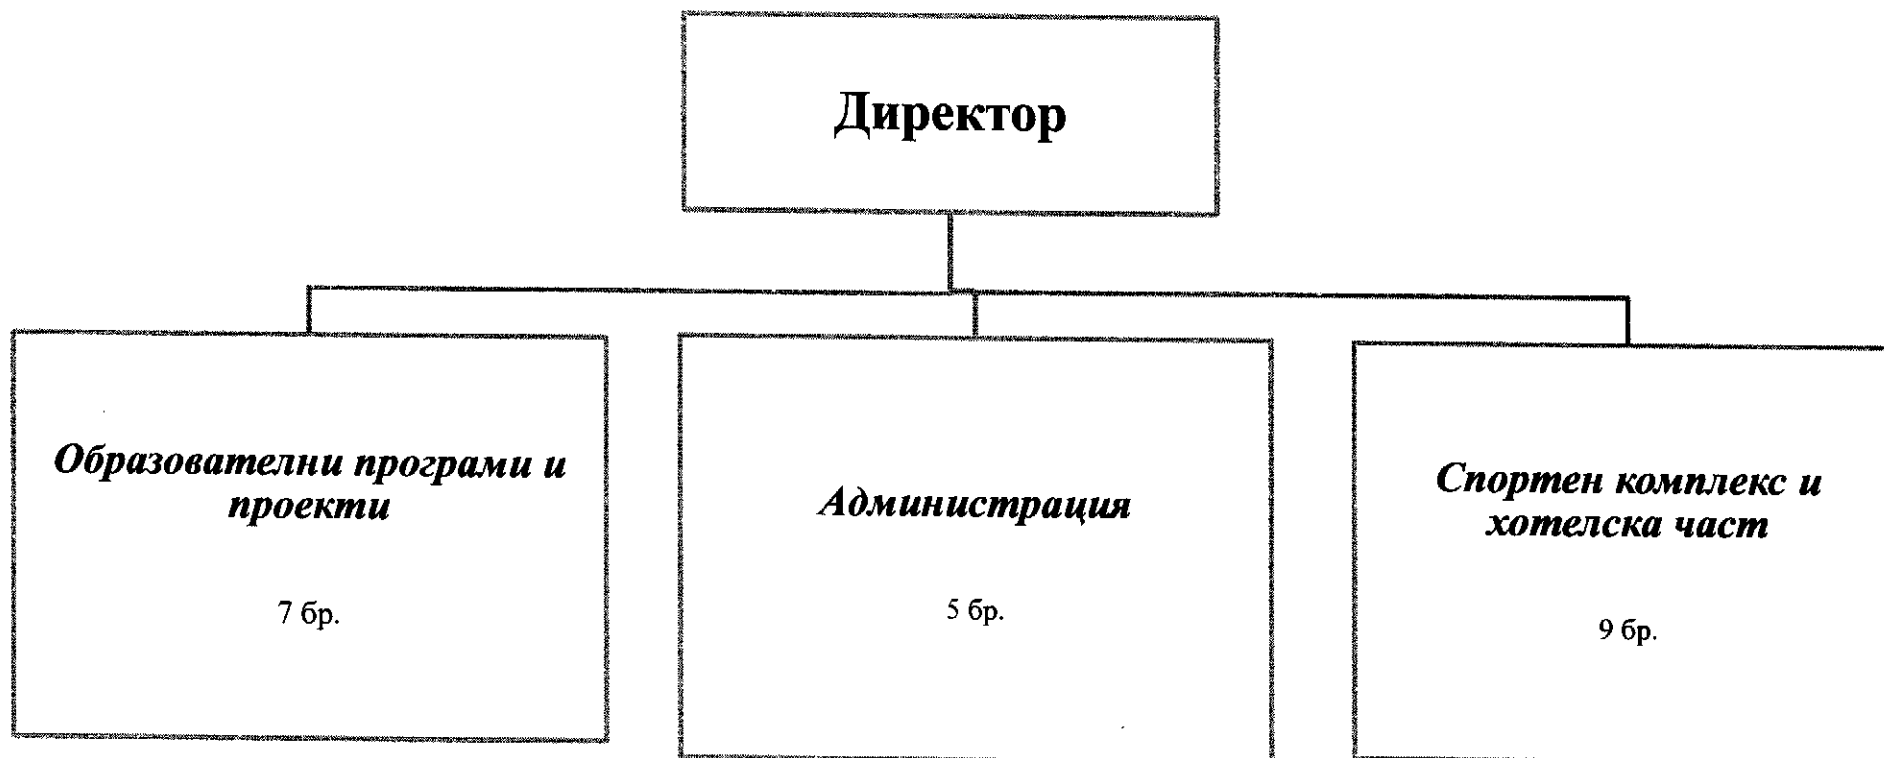 Директор
Образователни програми и
проекти
7 бр.
Администрация
5 бр.
Спортен комплекс и
хотелска част
9 бр.